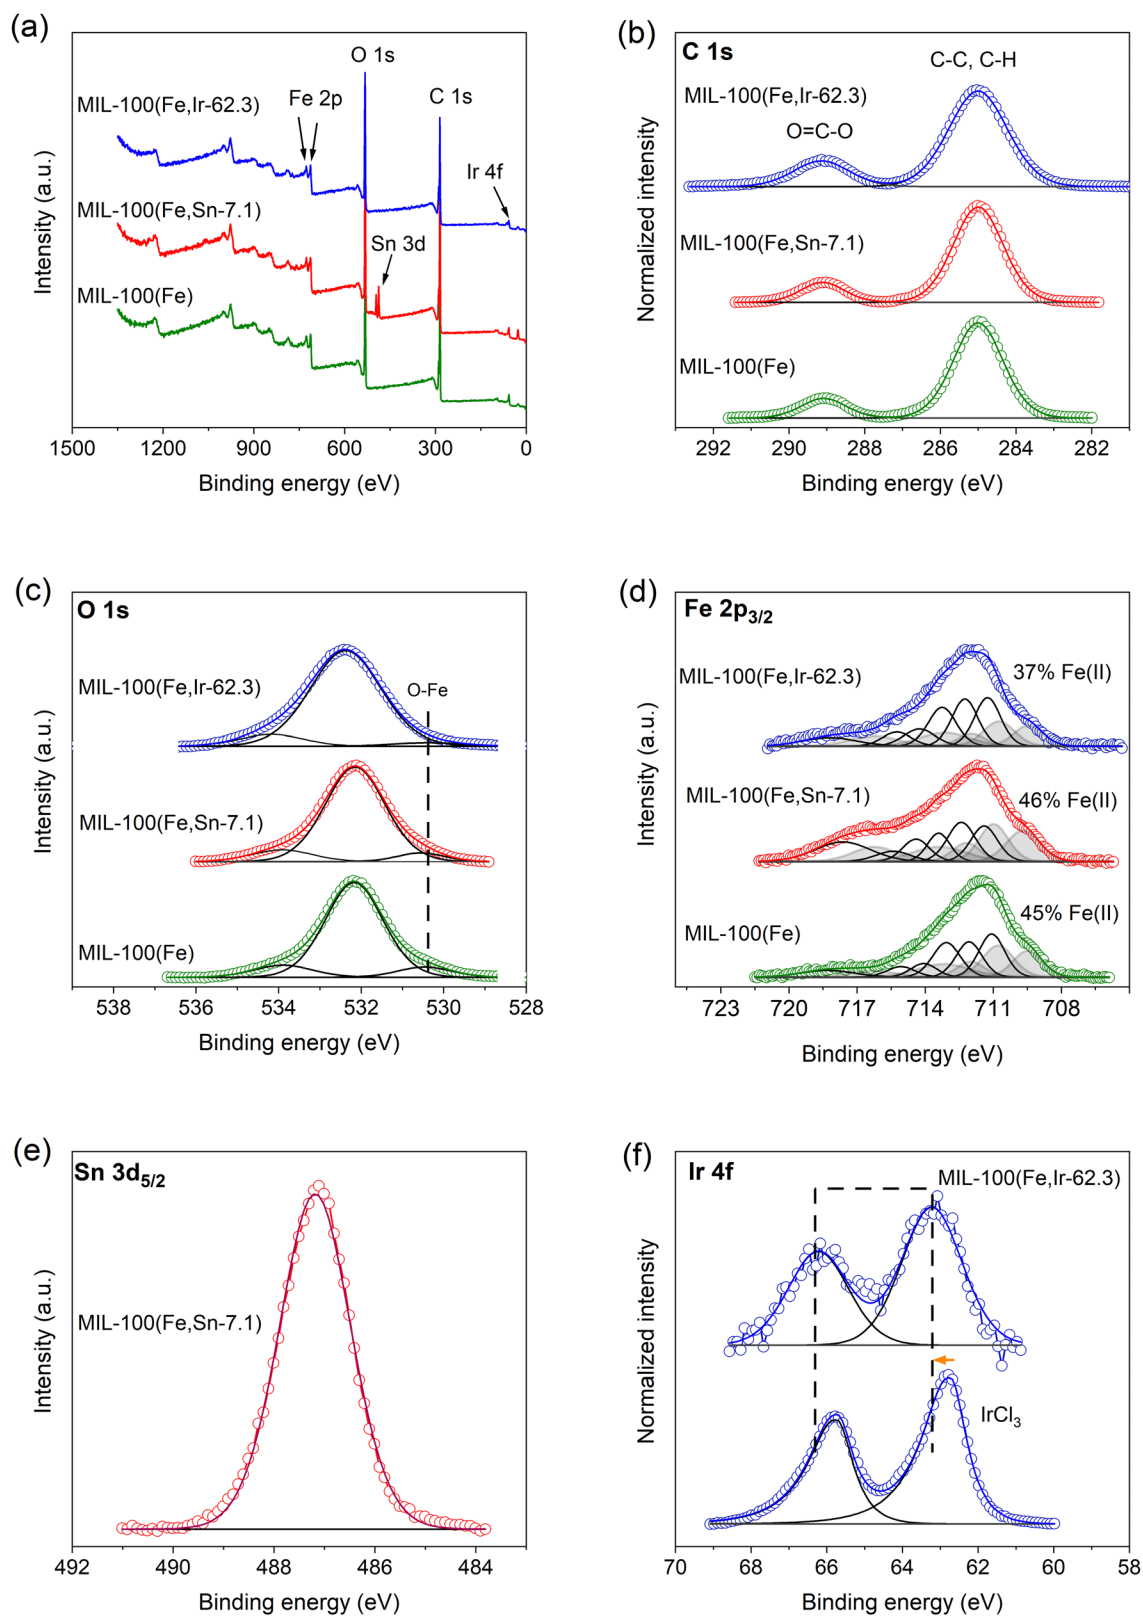 (a)
O 1s
MIL-100(Fe,Ir-62.3)
Fe 2p
C 1s
Ir 4f
MIL-100(Fe,Sn-7.1)
Sn 3d
MIL-100(Fe)
Intensity (a.u.)
1500 1200 900 600 300 0
Binding energy (eV)
(b)
C 1s
C-C, C-H
MIL-100(Fe,Ir-62.3)
O=C-O
MIL-100(Fe,Sn-7.1)
MIL-100(Fe)
Normalized intensity
292 290 288 286 284 282
Binding energy (eV)
(c)
O 1s
MIL-100(Fe,Ir-62.3)
O-Fe
MIL-100(Fe,Sn-7.1)
MIL-100(Fe)
Intensity (a.u.)
538 536 534 532 530 528
Binding energy (eV)
(d)
Fe 2p3/2
MIL-100(Fe,Ir-62.3)
37% Fe(II)
MIL-100(Fe,Sn-7.1)
46% Fe(II)
45% Fe(II)
MIL-100(Fe)
Intensity (a.u.)
723 720 717 714 711 708
Binding energy (eV)
(e)
Sn 3d5/2
MIL-100(Fe,Sn-7.1)
Intensity (a.u.)
492 490 488 486 484
Binding energy (eV)
(f)
Ir 4f
MIL-100(Fe,Ir-62.3)
IrCl3
Normalized intensity
70 68 66 64 62 60 58
Binding energy (eV)